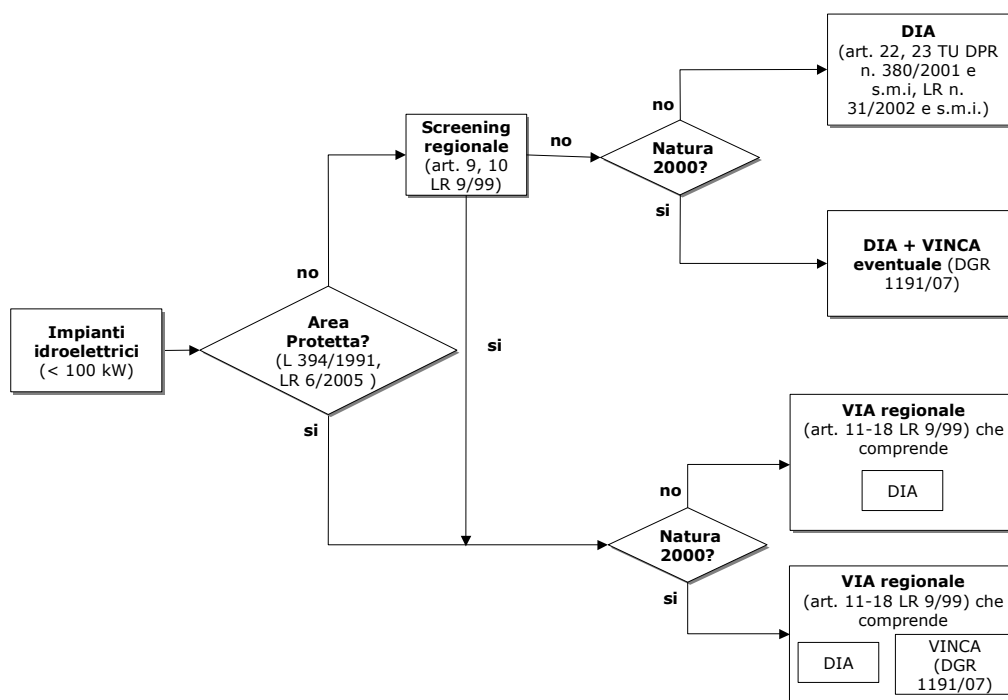 Impianti
idroelettrici
(< 100 kW)
Area
Protetta?
(L 394/1991,
LR 6/2005 )
no
si
Screening
regionale
(art. 9, 10
LR 9/99)
no
si
Natura
2000?
no
si
DIA
(art. 22, 23 TU DPR
n. 380/2001 e
s.m.i, LR n.
31/2002 e s.m.i.)
DIA + VINCA
eventuale (DGR
1191/07)
Natura
2000?
no
si
VIA regionale
(art. 11-18 LR 9/99) che
comprende
DIA
VIA regionale
(art. 11-18 LR 9/99) che
comprende
DIA
VINCA
(DGR
1191/07)